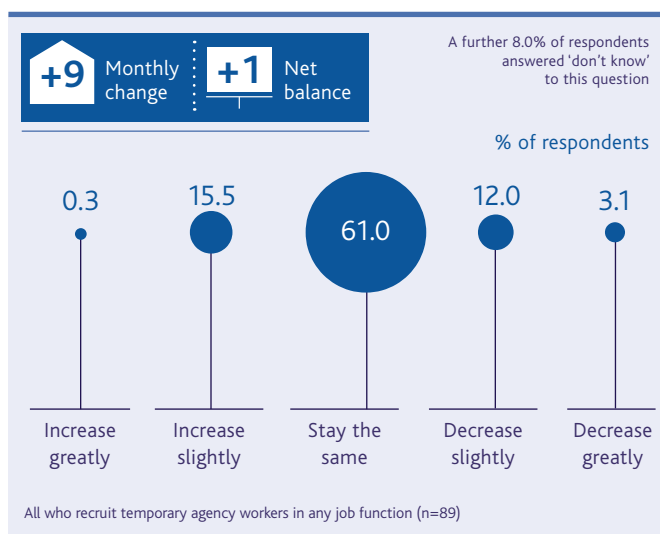 +9 Monthly change
+1 Net balance
A further 8.0% of respondents
answered ‘don’t know’
to this question
% of respondents
0.3
15.5
61.0
12.0
3.1
Increase greatly
Increase slightly
Stay the same
Decrease slightly
Decrease greatly
All who recruit temporary agency workers in any job function (n=89)